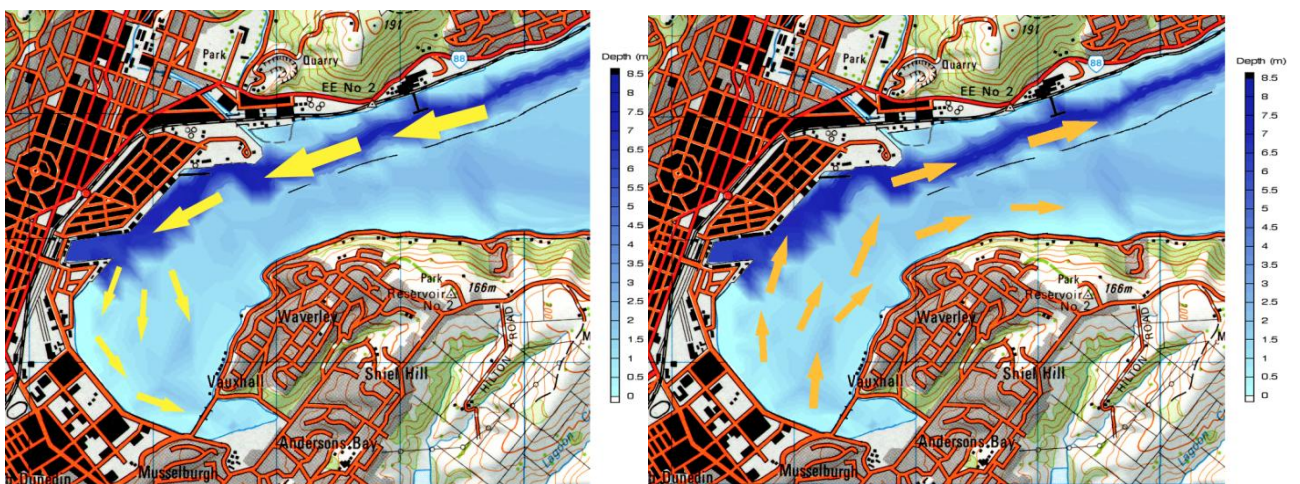 191
Park
Quarry
88
EE No 2
Park
166m
Reservoir
No 2
Waverley
HILTON ROAD
Vauxhall
Shiel Hill
Andersons Bay
Lagoon
Musselburgh
Dunedin
Depth (m)
8.5
8
7.5
7
6.5
6
5.5
5
4.5
4
3.5
3
2.5
2
1.5
1
0.5
0
191
Park
Quarry
88
EE No 2
Park
166m
Reservoir
No 2
Waverley
HILTON ROAD
Vauxhall
Shiel Hill
Andersons Bay
Lagoon
Musselburgh
Dunedin
Depth (m)
8.5
8
7.5
7
6.5
6
5.5
5
4.5
4
3.5
3
2.5
2
1.5
1
0.5
0